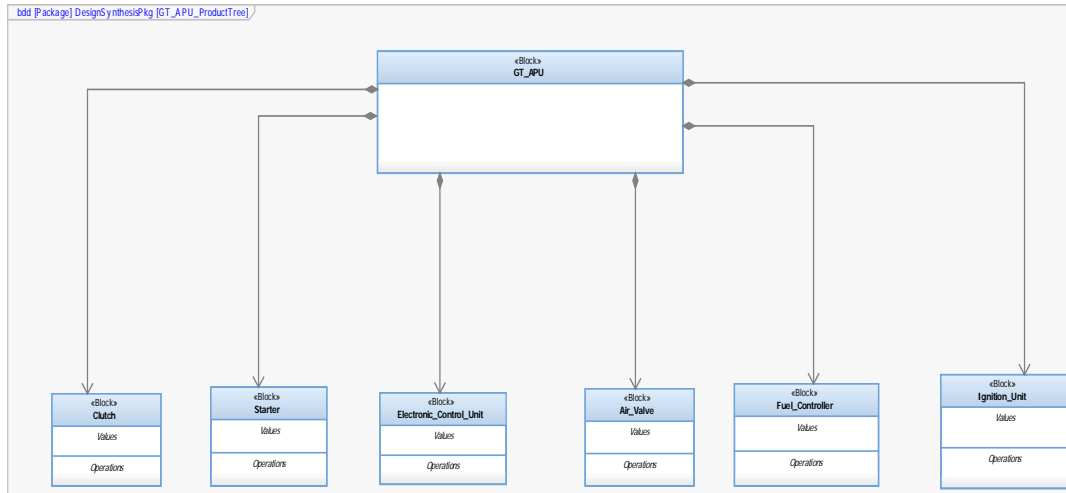 bdd [Package] DesignSynthesisPkg [GT_APU_ProductTree]
«Block»
GT_APU
«Block»
Clutch
Values
Operations
«Block»
Starter
Values
Operations
«Block»
Electronic_Control_Unit
Values
Operations
«Block»
Air_Valve
Values
Operations
«Block»
Fuel_Controller
Values
Operations
«Block»
Ignition_Unit
Values
Operations